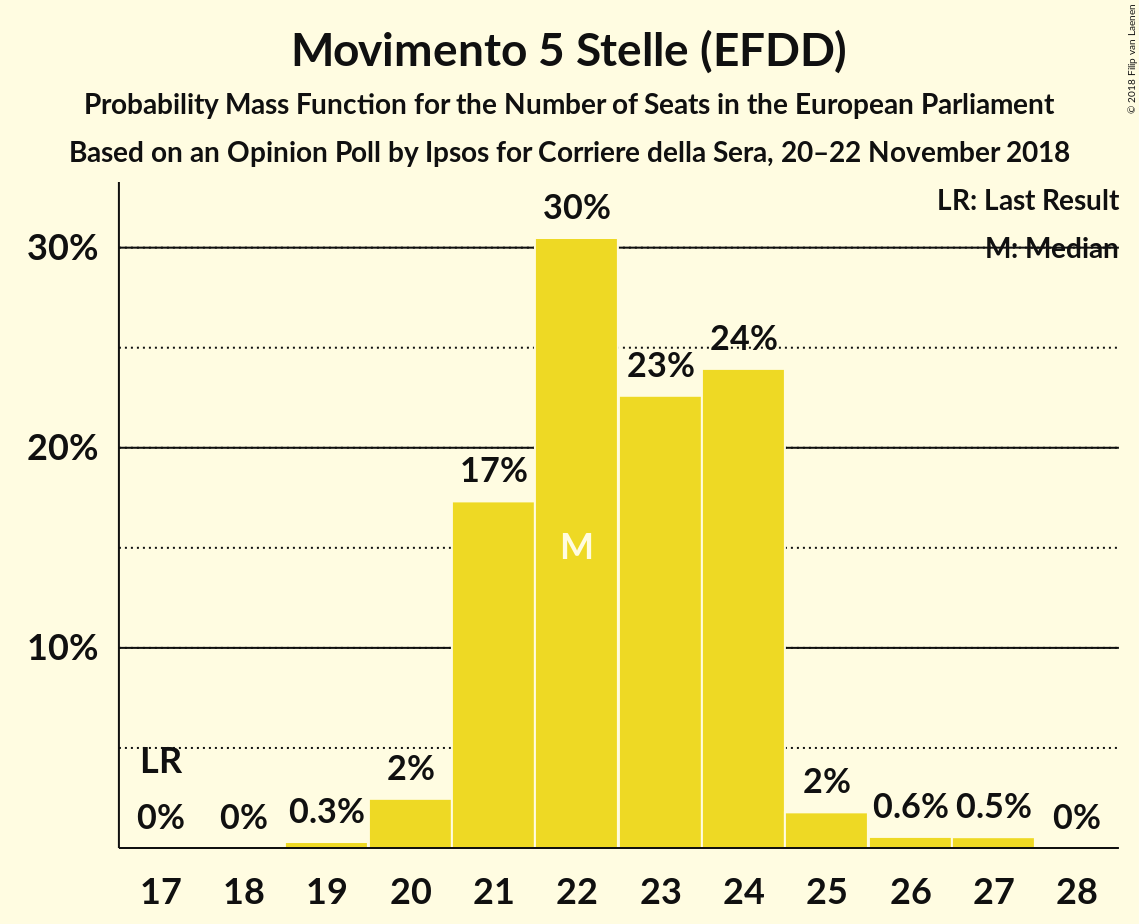 Movimento 5 Stelle (EFDD)
Probability Mass Function for the Number of Seats in the European Parliament
Based on an Opinion Poll by Ipsos for Corriere della Sera, 20–22 November 2018
© 2018 Filip van Laenen
LR: Last Result
M: Median
30%
20%
10%
LR
0%
0%
0.3%
2%
17%
30%
M
23%
24%
2%
0.6%
0.5%
0%
17 18 19 20 21 22 23 24 25 26 27 28